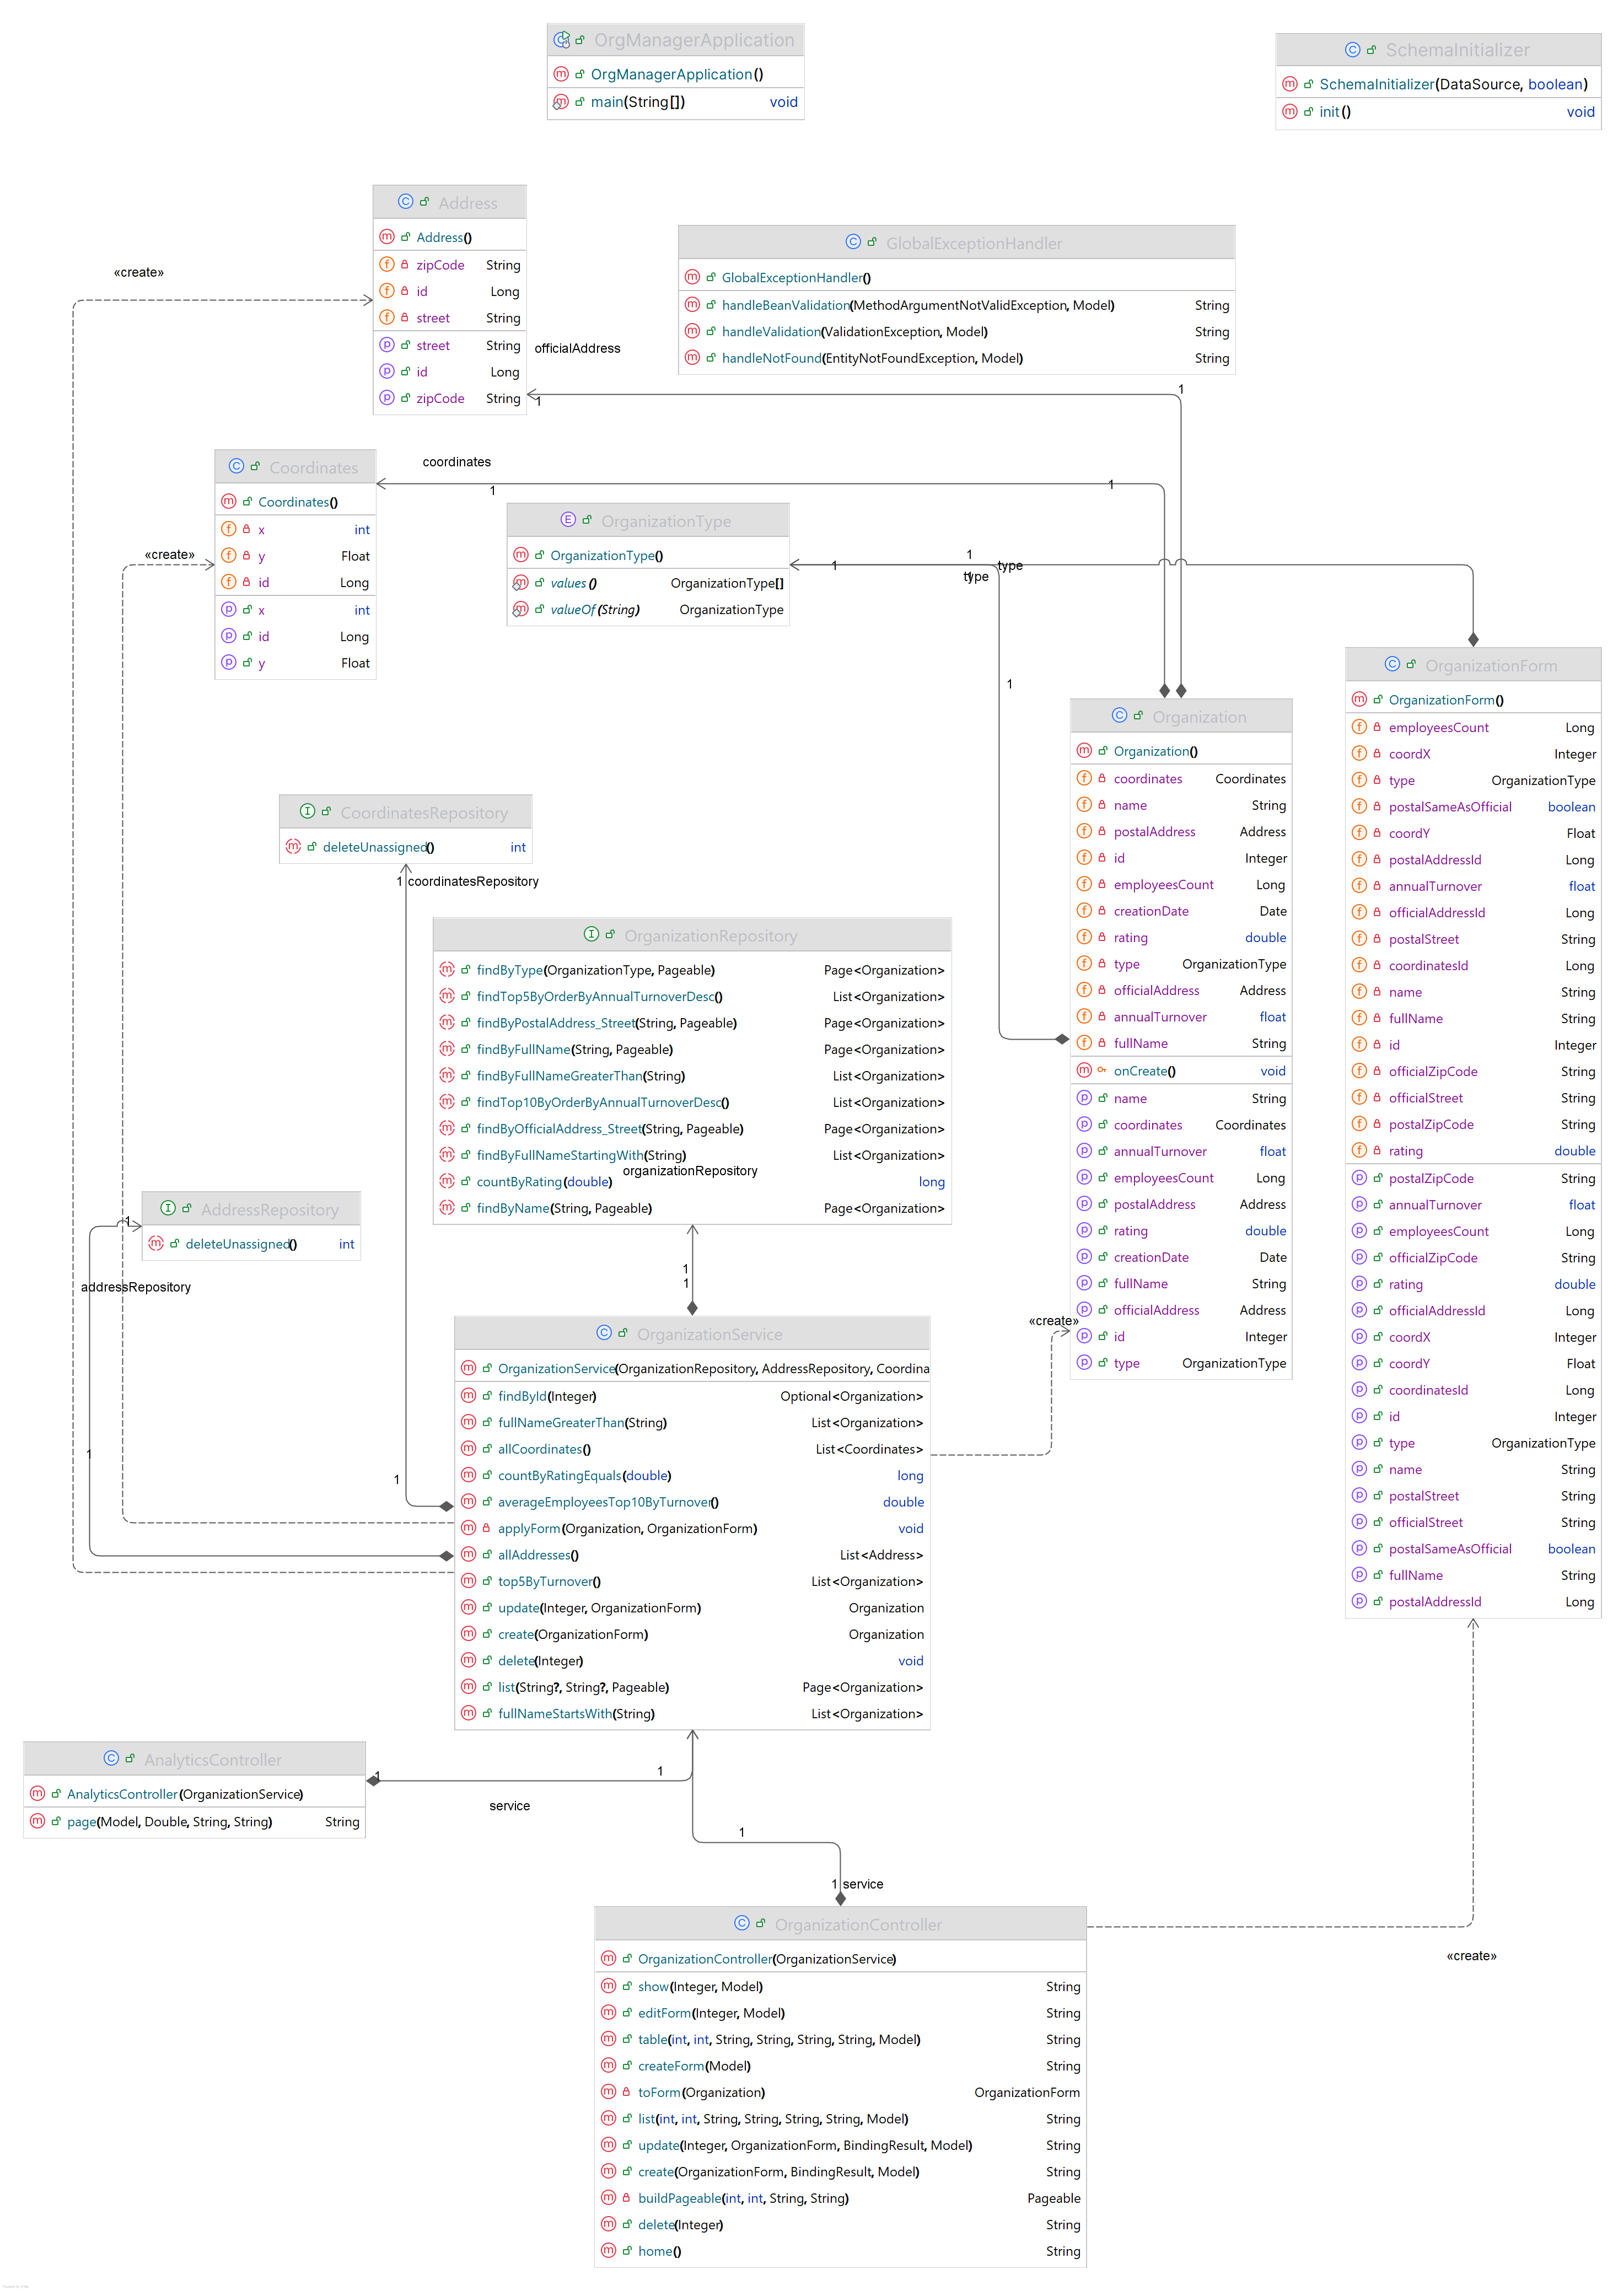 OrgManagerApplication
OrgManagerApplication()
main(String[]) void
SchemaInitializer
SchemaInitializer(DataSource, boolean)
init() void
Address
Address()
zipCode String
id Long
street String
street String
id Long
zipCode String
«create»
officialAddress
1
1
GlobalExceptionHandler
GlobalExceptionHandler()
handleBeanValidation(MethodArgumentNotValidException, Model) String
handleValidation(ValidationException, Model) String
handleNotFound(EntityNotFoundException, Model) String
Coordinates
Coordinates()
x int
y Float
id Long
x int
id Long
y Float
coordinates
1
1
«create»
OrganizationType
OrganizationType()
values() OrganizationType[]
valueOf(String) OrganizationType
1
1
type
type
1
1
OrganizationForm
OrganizationForm()
employeesCount Long
coordX Integer
type OrganizationType
postalSameAsOfficial boolean
coordY Float
postalAddressId Long
annualTurnover float
officialAddressId Long
postalStreet String
coordinatesId Long
name String
fullName String
id Integer
officialZipCode String
officialStreet String
postalZipCode String
rating double
postalZipCode String
annualTurnover float
employeesCount Long
officialZipCode String
rating double
officialAddressId Long
coordX Integer
coordY Float
coordinatesId Long
id Integer
type OrganizationType
name String
postalStreet String
officialStreet String
postalSameAsOfficial boolean
fullName String
postalAddressId Long
Organization
Organization()
coordinates Coordinates
name String
postalAddress Address
id Integer
employeesCount Long
creationDate Date
rating double
type OrganizationType
officialAddress Address
annualTurnover float
fullName String
onCreate() void
name String
coordinates Coordinates
annualTurnover float
employeesCount Long
postalAddress Address
rating double
creationDate Date
fullName String
officialAddress Address
id Integer
type OrganizationType
«create»
CoordinatesRepository
deleteUnassigned() int
1 coordinatesRepository
OrganizationRepository
findByType(OrganizationType, Pageable) Page<Organization>
findTop5ByOrderByAnnualTurnoverDesc() List<Organization>
findByPostalAddress_Street(String, Pageable) Page<Organization>
findByFullName(String, Pageable) Page<Organization>
findByFullNameGreaterThan(String) List<Organization>
findTop10ByOrderByAnnualTurnoverDesc() List<Organization>
findByOfficialAddress_Street(String, Pageable) Page<Organization>
findByFullNameStartingWith(String) List<Organization>
organizationRepository
countByRating(double) long
findByName(String, Pageable) Page<Organization>
AddressRepository
deleteUnassigned() int
1
addressRepository
1
1
1
1
OrganizationService
OrganizationService(OrganizationRepository, AddressRepository, Coordina
findById(Integer) Optional<Organization>
fullNameGreaterThan(String) List<Organization>
allCoordinates() List<Coordinates>
countByRatingEquals(double) long
averageEmployeesTop10ByTurnover() double
applyForm(Organization, OrganizationForm) void
allAddresses() List<Address>
top5ByTurnover() List<Organization>
update(Integer, OrganizationForm) Organization
create(OrganizationForm) Organization
delete(Integer) void
list(String?, String?, Pageable) Page<Organization>
fullNameStartsWith(String) List<Organization>
AnalyticsController
AnalyticsController(OrganizationService)
page(Model, Double, String, String) String
1
1
service
1
1 service
OrganizationController
OrganizationController(OrganizationService)
show(Integer, Model) String
editForm(Integer, Model) String
table(int, int, String, String, String, String, Model) String
createForm(Model) String
toForm(Organization) OrganizationForm
list(int, int, String, String, String, String, Model) String
update(Integer, OrganizationForm, BindingResult, Model) String
create(OrganizationForm, BindingResult, Model) String
buildPageable(int, int, String, String) Pageable
delete(Integer) String
home() String
«create»